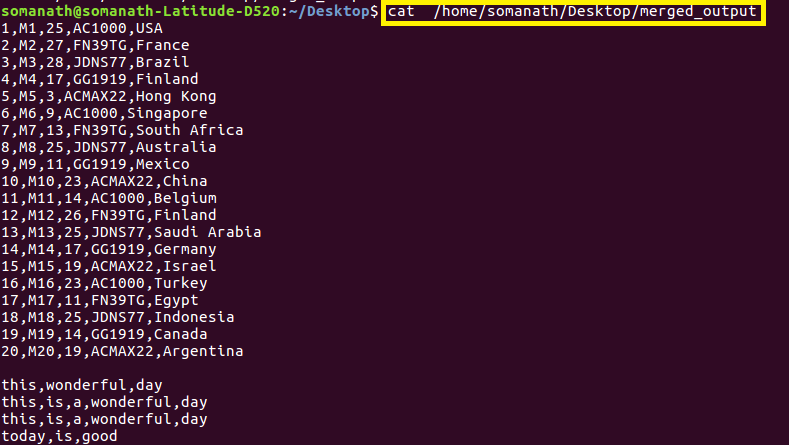 somanath@somanath-Latitude-D520:~/Desktop$ cat  /home/somanath/Desktop/merged_output
1,M1,25,AC1000,USA
2,M2,27,FN39TG,France
3,M3,28,JDNS77,Brazil
4,M4,17,GG1919,Finland
5,M5,3,ACMAX22,Hong Kong
6,M6,9,AC1000,Singapore
7,M7,13,FN39TG,South Africa
8,M8,25,JDNS77,Australia
9,M9,11,GG1919,Mexico
10,M10,23,ACMAX22,China
11,M11,14,AC1000,Belgium
12,M12,26,FN39TG,Finland
13,M13,25,JDNS77,Saudi Arabia
14,M14,17,GG1919,Germany
15,M15,19,ACMAX22,Israel
16,M16,23,AC1000,Turkey
17,M17,11,FN39TG,Egypt
18,M18,25,JDNS77,Indonesia
19,M19,14,GG1919,Canada
20,M20,19,ACMAX22,Argentina

this,wonderful,day
this,is,a,wonderful,day
this,is,a,wonderful,day
today,is,good